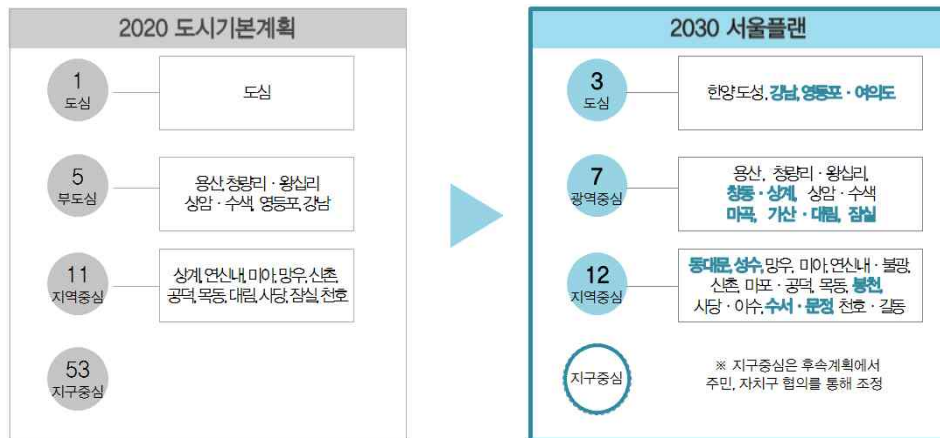 2020 도시기본계획
1
도심
도심
5
부도심
용산, 청량리 · 왕십리
상암 · 수색, 영등포, 강남
11
지역중심
상계, 연신내, 미아, 망우, 신촌,
공덕, 목동, 대림, 사당, 잠실, 천호
53
지구중심
2030 서울플랜
3
도심
한양도성, 강남, 영등포 · 여의도
7
광역중심
용산, 청량리 · 왕십리,
창동 · 상계, 상암 · 수색
마곡, 가산 · 대림, 잠실
12
지역중심
동대문, 성수, 망우, 미아, 연신내 · 불광,
신촌, 마포 · 공덕, 목동, 봉천,
사당 · 이수, 수서 · 문정, 천호 · 길동
지구중심
※ 지구중심은 후속계획에서
주민, 자치구 협의를 통해 조정